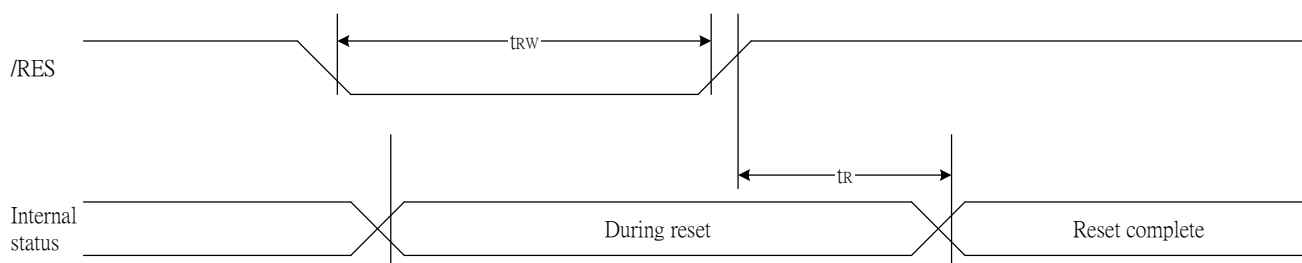 tRW
/RES
tR
Internal
status
During reset
Reset complete